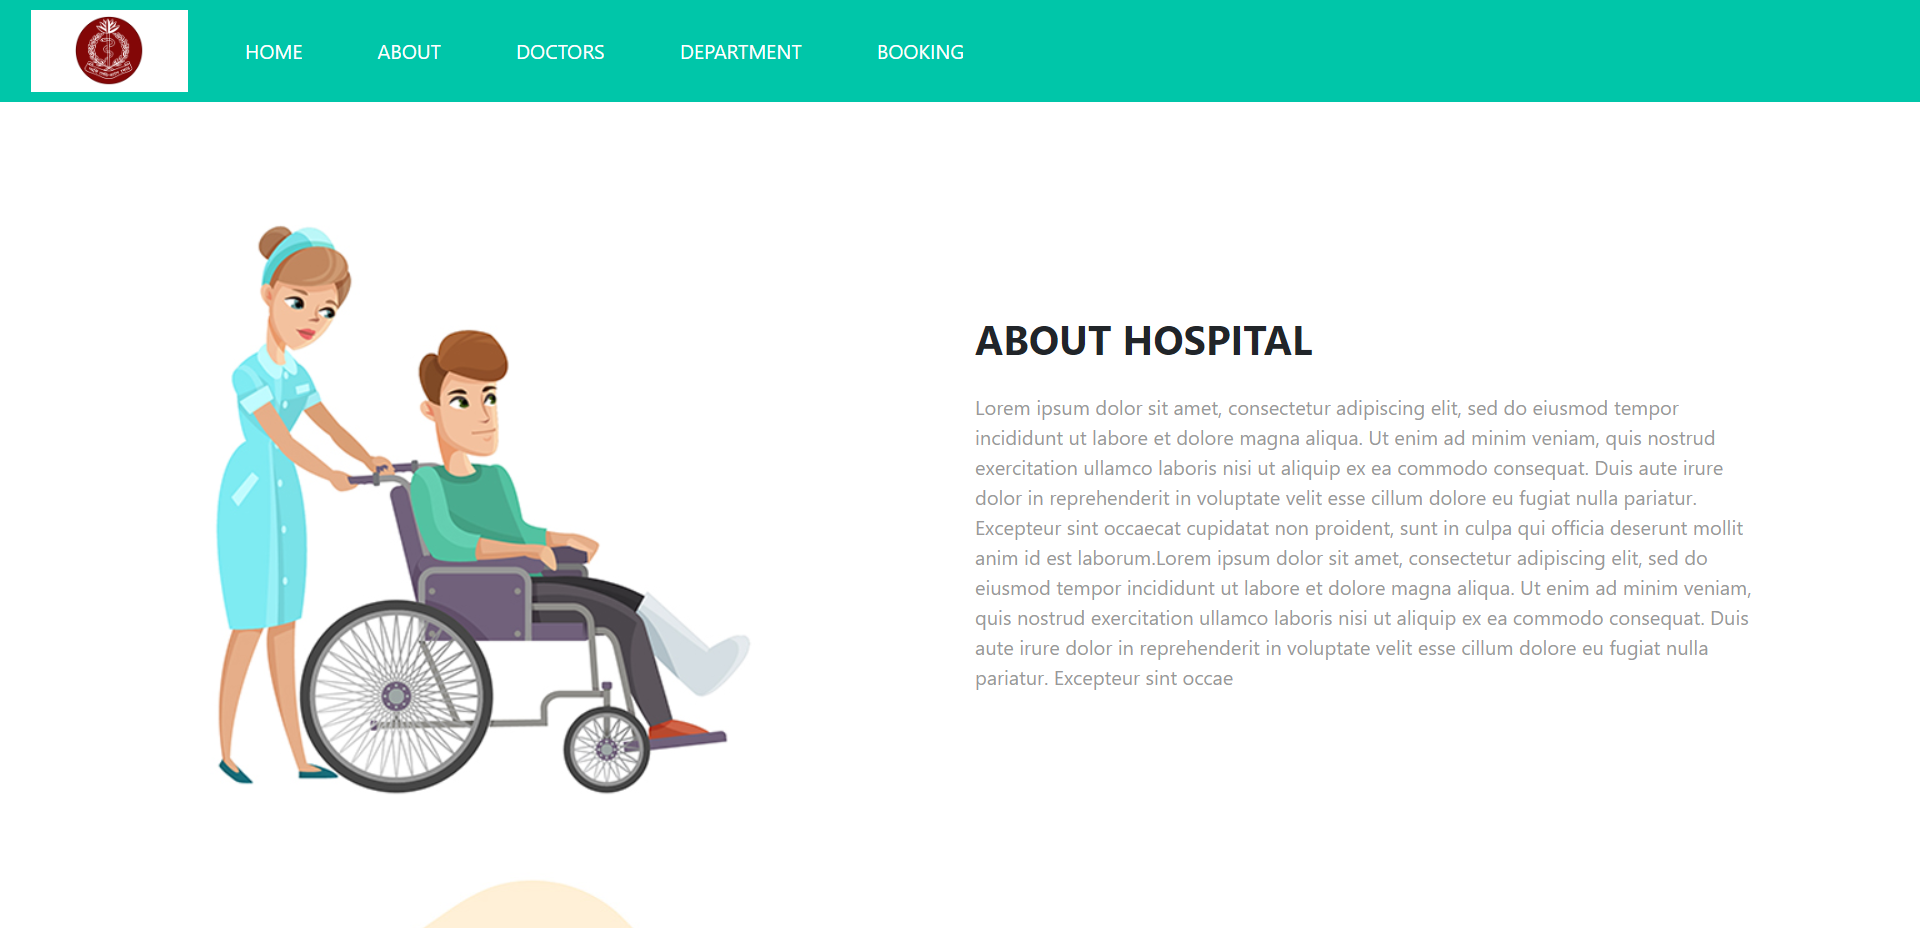 HOME
ABOUT
DOCTORS
DEPARTMENT
BOOKING
ABOUT HOSPITAL
Lorem ipsum dolor sit amet, consectetur adipiscing elit, sed do eiusmod tempor
incididunt ut labore et dolore magna aliqua. Ut enim ad minim veniam, quis nostrud
exercitation ullamco laboris nisi ut aliquip ex ea commodo consequat. Duis aute irure
dolor in reprehenderit in voluptate velit esse cillum dolore eu fugiat nulla pariatur.
Excepteur sint occaecat cupidatat non proident, sunt in culpa qui officia deserunt mollit
anim id est laborum.Lorem ipsum dolor sit amet, consectetur adipiscing elit, sed do
eiusmod tempor incididunt ut labore et dolore magna aliqua. Ut enim ad minim veniam,
quis nostrud exercitation ullamco laboris nisi ut aliquip ex ea commodo consequat. Duis
aute irure dolor in reprehenderit in voluptate velit esse cillum dolore eu fugiat nulla
pariatur. Excepteur sint occae